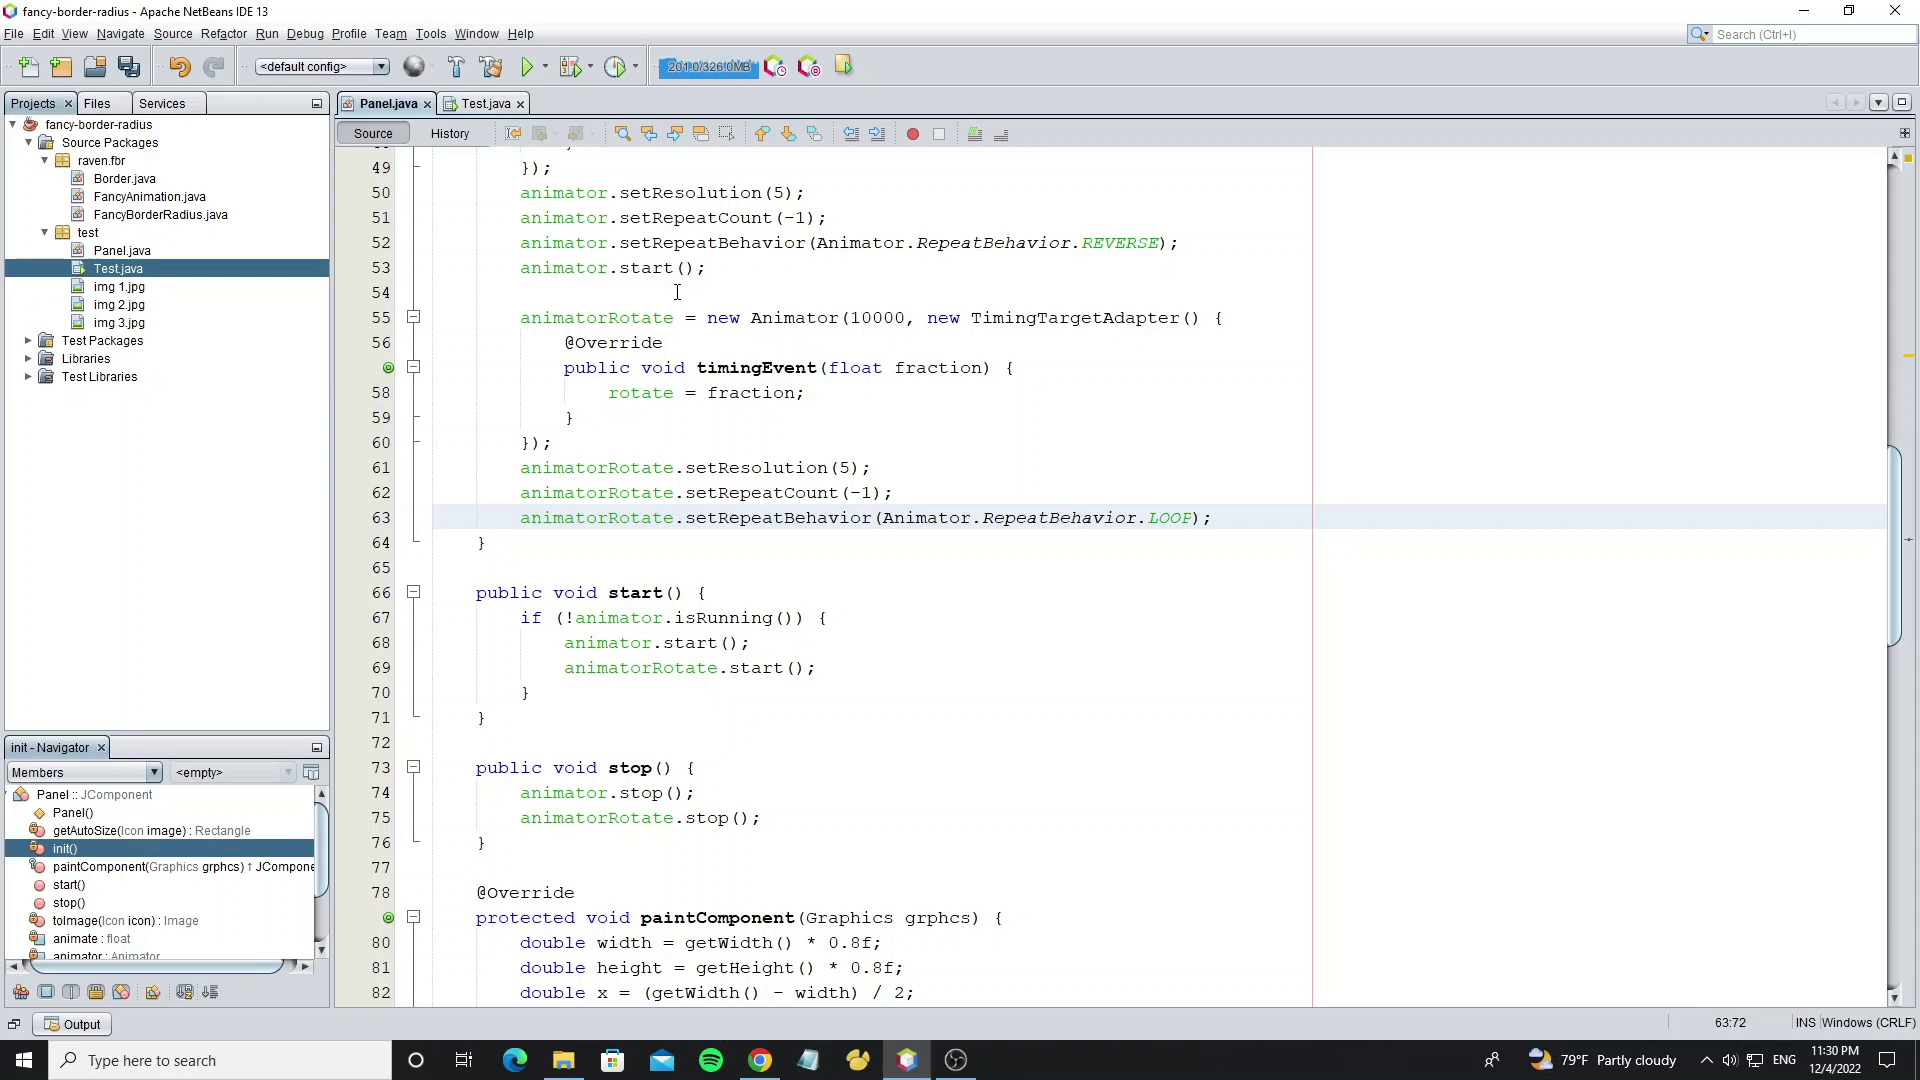 fancy-border-radius - Apache NetBeans IDE 13
File Edit View Navigate Source Refactor Run Debug Profile Team Tools Window Help
Search (Ctrl+I)
<default config>
201.0/326.0MB
Projects Files Services
Panel.java Test.java
Source History
fancy-border-radius
Source Packages
raven.fbr
Border.java
FancyAnimation.java
FancyBorderRadius.java
test
Panel.java
Test.java
img 1.jpg
img 2.jpg
img 3.jpg
Test Packages
Libraries
Test Libraries
init - Navigator
Members <empty>
Panel :: JComponent
Panel()
getAutoSize(Icon image) : Rectangle
init()
paintComponent(Graphics grphcs) ↑ JCompone
start()
stop()
toImage(Icon icon) : Image
animate : float
animator : Animator
49 });
50 animator.setResolution(5);
51 animator.setRepeatCount(-1);
52 animator.setRepeatBehavior(Animator.RepeatBehavior.REVERSE);
53 animator.start();
54
55 animatorRotate = new Animator(10000, new TimingTargetAdapter() {
56 @Override
public void timingEvent(float fraction) {
58 rotate = fraction;
59 }
60 });
61 animatorRotate.setResolution(5);
62 animatorRotate.setRepeatCount(-1);
63 animatorRotate.setRepeatBehavior(Animator.RepeatBehavior.LOOP);
64 }
65
66 public void start() {
67 if (!animator.isRunning()) {
68 animator.start();
69 animatorRotate.start();
70 }
71 }
72
73 public void stop() {
74 animator.stop();
75 animatorRotate.stop();
76 }
77
78 @Override
protected void paintComponent(Graphics grphcs) {
80 double width = getWidth() * 0.8f;
81 double height = getHeight() * 0.8f;
82 double x = (getWidth() - width) / 2;
Output
63:72 INS Windows (CRLF)
Type here to search
79°F Partly cloudy
ENG
11:30 PM
12/4/2022